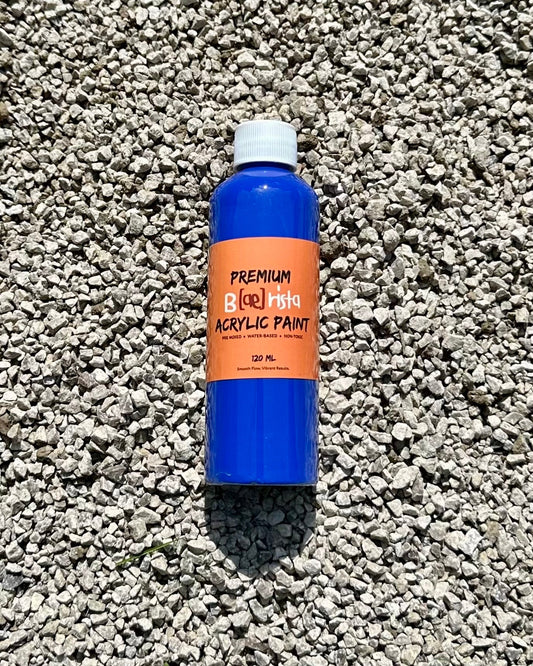 PREMIUM
B[ae]rista
ACRYLIC PAINT
PRE MIXED • WATER-BASED • NON-TOXIC
120 ML
Smooth Flow. Vibrant Results.